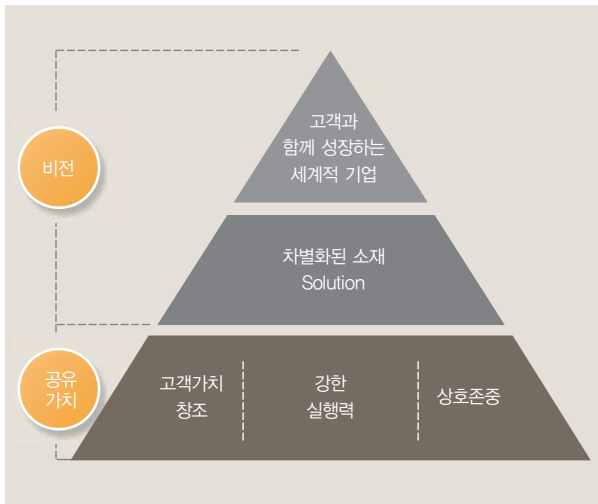 고객과
함께 성장하는
세계적 기업
비전
차별화된 소재
Solution
공유
가치
고객가치
창조
강한
실행력
상호존중